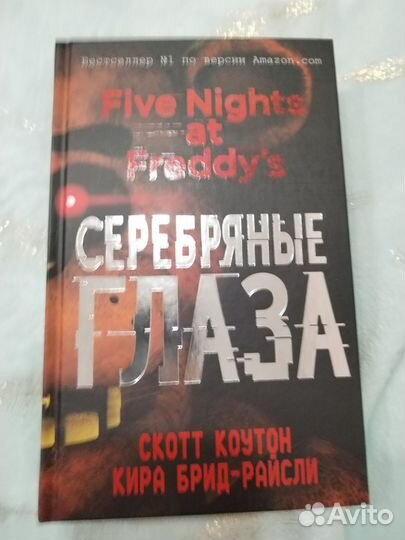 Бестселлер №1 по версии Amazon.com
Five Nights
at
Freddy's
СЕРЕБРЯНЫЕ
ГЛАЗА
СКОТТ КОУТОН
КИРА БРИД-РАЙСЛИ
Avito